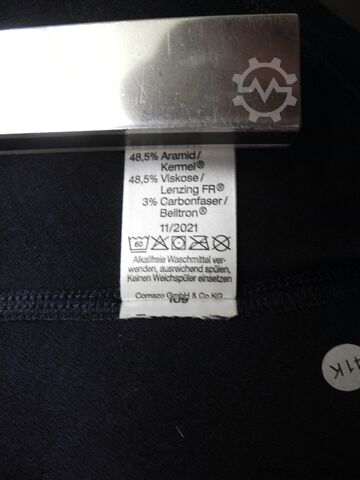 48,5% Aramid/
Kermel®
48,5% Viskose/
Lenzing FR®
3% Carbonfaser/
Belltron®
11/2021
60
Alkalifreie Waschmittel ver-
wenden, ausreichend spülen,
Keinen Weichspüler einsetzen
Comazo GmbH & Co.KG
41K